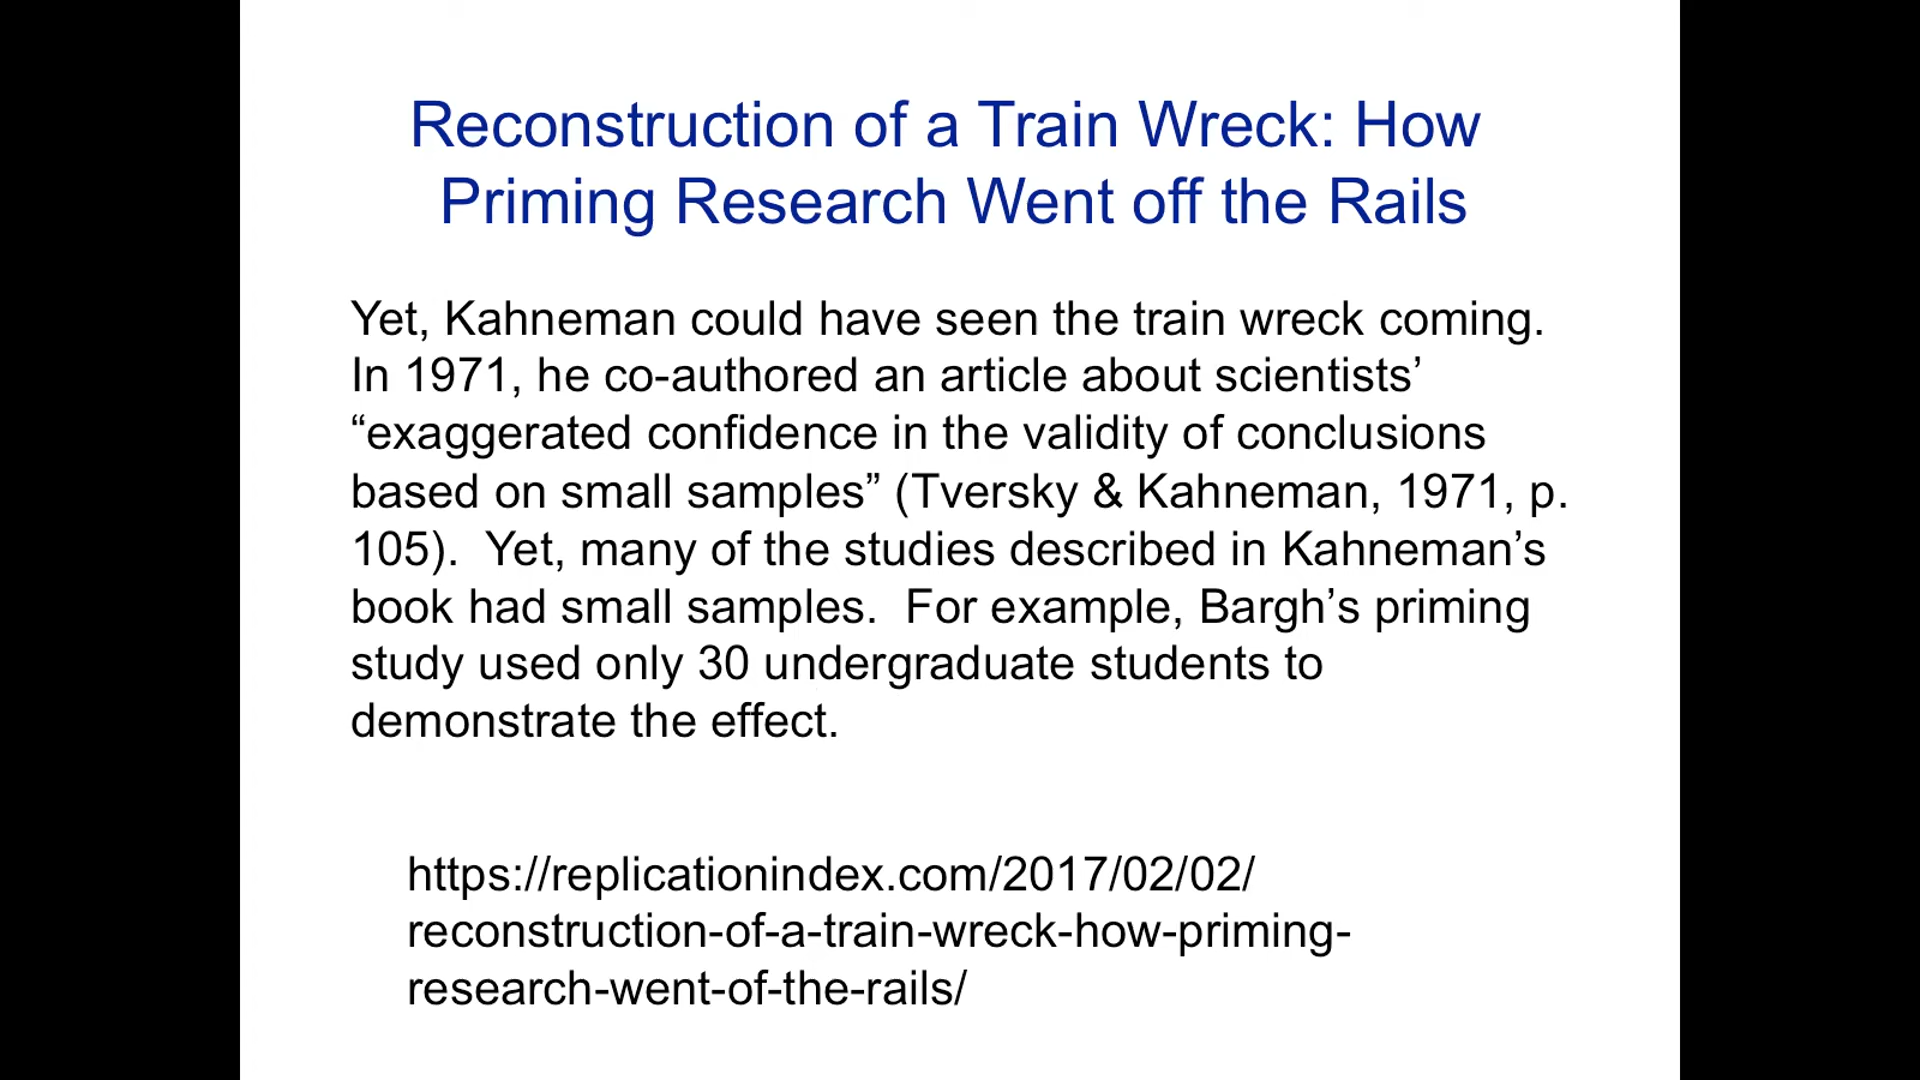 Reconstruction of a Train Wreck: How
Priming Research Went off the Rails
Yet, Kahneman could have seen the train wreck coming.
In 1971, he co-authored an article about scientists’
“exaggerated confidence in the validity of conclusions
based on small samples” (Tversky & Kahneman, 1971, p.
105).  Yet, many of the studies described in Kahneman’s
book had small samples.  For example, Bargh’s priming
study used only 30 undergraduate students to
demonstrate the effect.
https://replicationindex.com/2017/02/02/
reconstruction-of-a-train-wreck-how-priming-
research-went-of-the-rails/